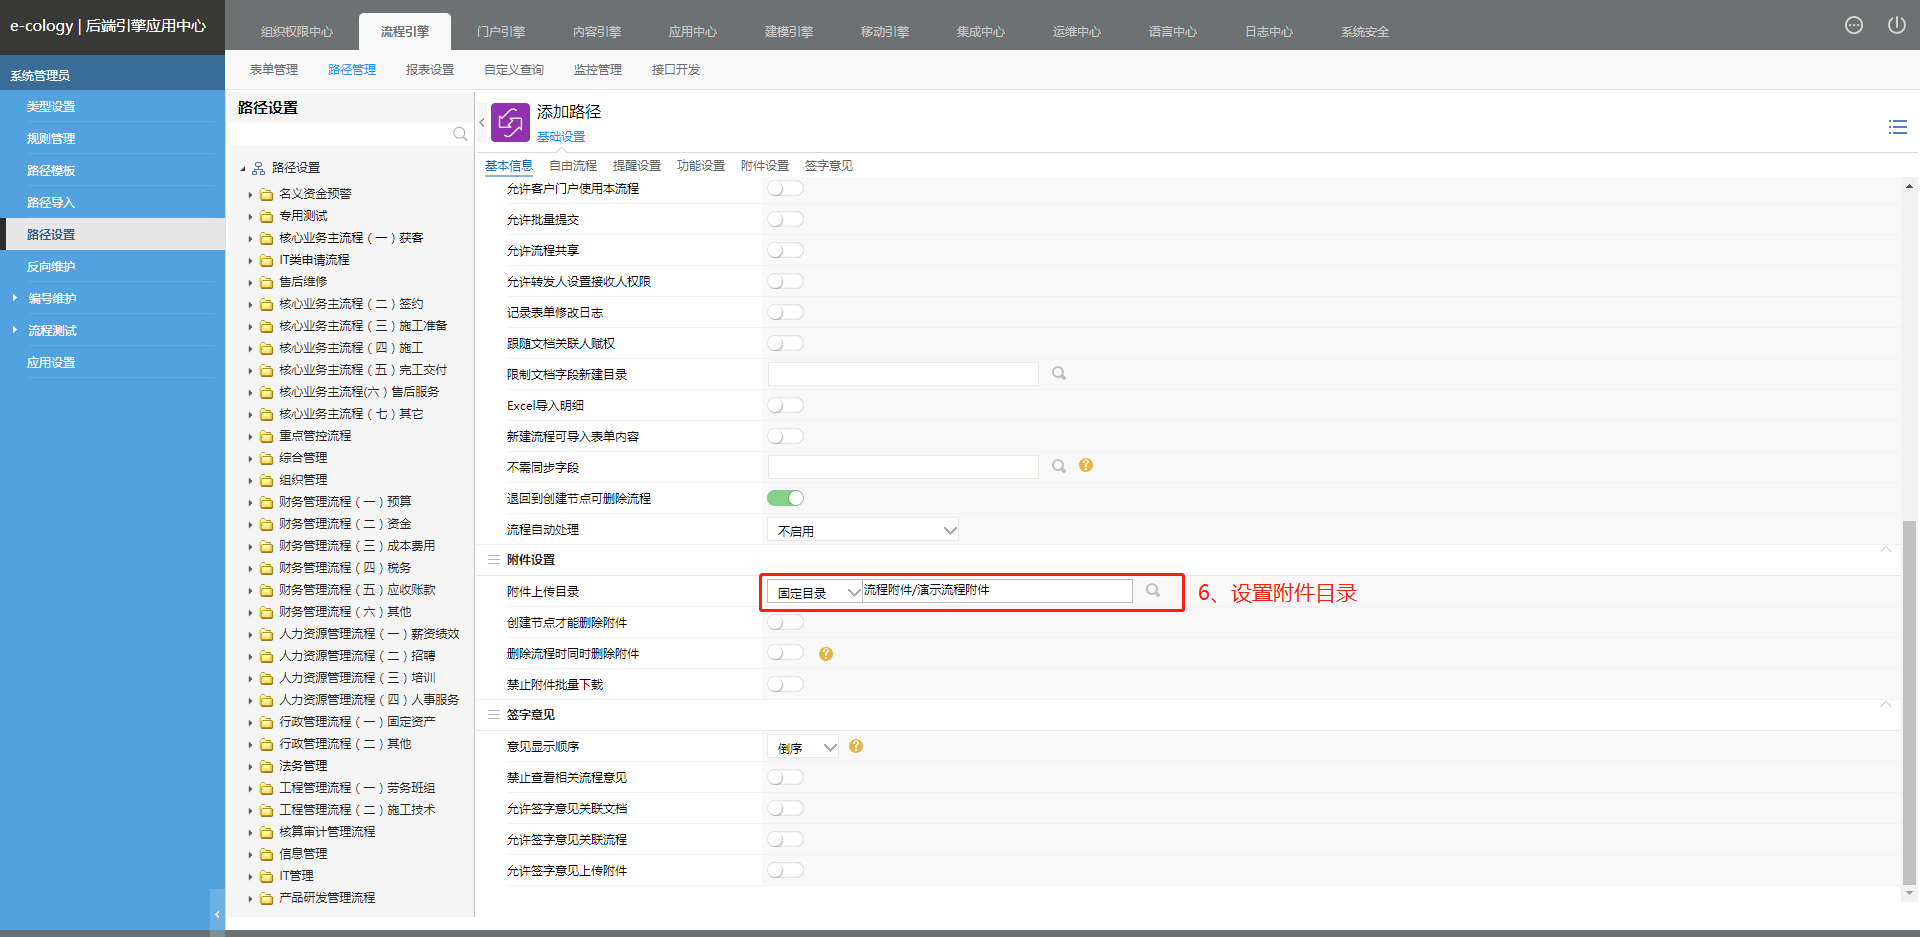 e-cology | 后端引擎应用中心
组织权限中心 流程引擎 门户引擎 内容引擎 应用中心 建模引擎 移动引擎 集成中心 运维中心 语言中心 日志中心 系统安全
表单管理 路径管理 报表设置 自定义查询 监控管理 接口开发
系统管理员
类型设置
规则管理
路径模板
路径导入
路径设置
反向维护
编号维护
流程测试
应用设置
路径设置
路径设置
名义资金预警
专用测试
核心业务主流程（一）获客
IT类申请流程
售后维修
核心业务主流程（二）签约
核心业务主流程（三）施工准备
核心业务主流程（四）施工
核心业务主流程（五）完工交付
核心业务主流程(六）售后服务
核心业务主流程（七）其它
重点管控流程
综合管理
组织管理
财务管理流程（一）预算
财务管理流程（二）资金
财务管理流程（三）成本费用
财务管理流程（四）税务
财务管理流程（五）应收账款
财务管理流程（六）其他
人力资源管理流程（一）薪资绩效
人力资源管理流程（二）招聘
人力资源管理流程（三）培训
人力资源管理流程（四）人事服务
行政管理流程（一）固定资产
行政管理流程（二）其他
法务管理
工程管理流程（一）劳务班组
工程管理流程（二）施工技术
核算审计管理流程
信息管理
IT管理
产品研发管理流程
添加路径
基础设置
基本信息 自由流程 提醒设置 功能设置 附件设置 签字意见
允许客户门户使用本流程
允许批量提交
允许流程共享
允许转发人设置接收人权限
记录表单修改日志
跟随文档关联人赋权
限制文档字段新建目录
Excel导入明细
新建流程可导入表单内容
不需同步字段 ?
退回到创建节点可删除流程
流程自动处理 不启用
附件设置
附件上传目录 固定目录 流程附件/演示流程附件 6、设置附件目录
创建节点才能删除附件
删除流程时同时删除附件 ?
禁止附件批量下载
签字意见
意见显示顺序 倒序 ?
禁止查看相关流程意见
允许签字意见关联文档
允许签字意见关联流程
允许签字意见上传附件